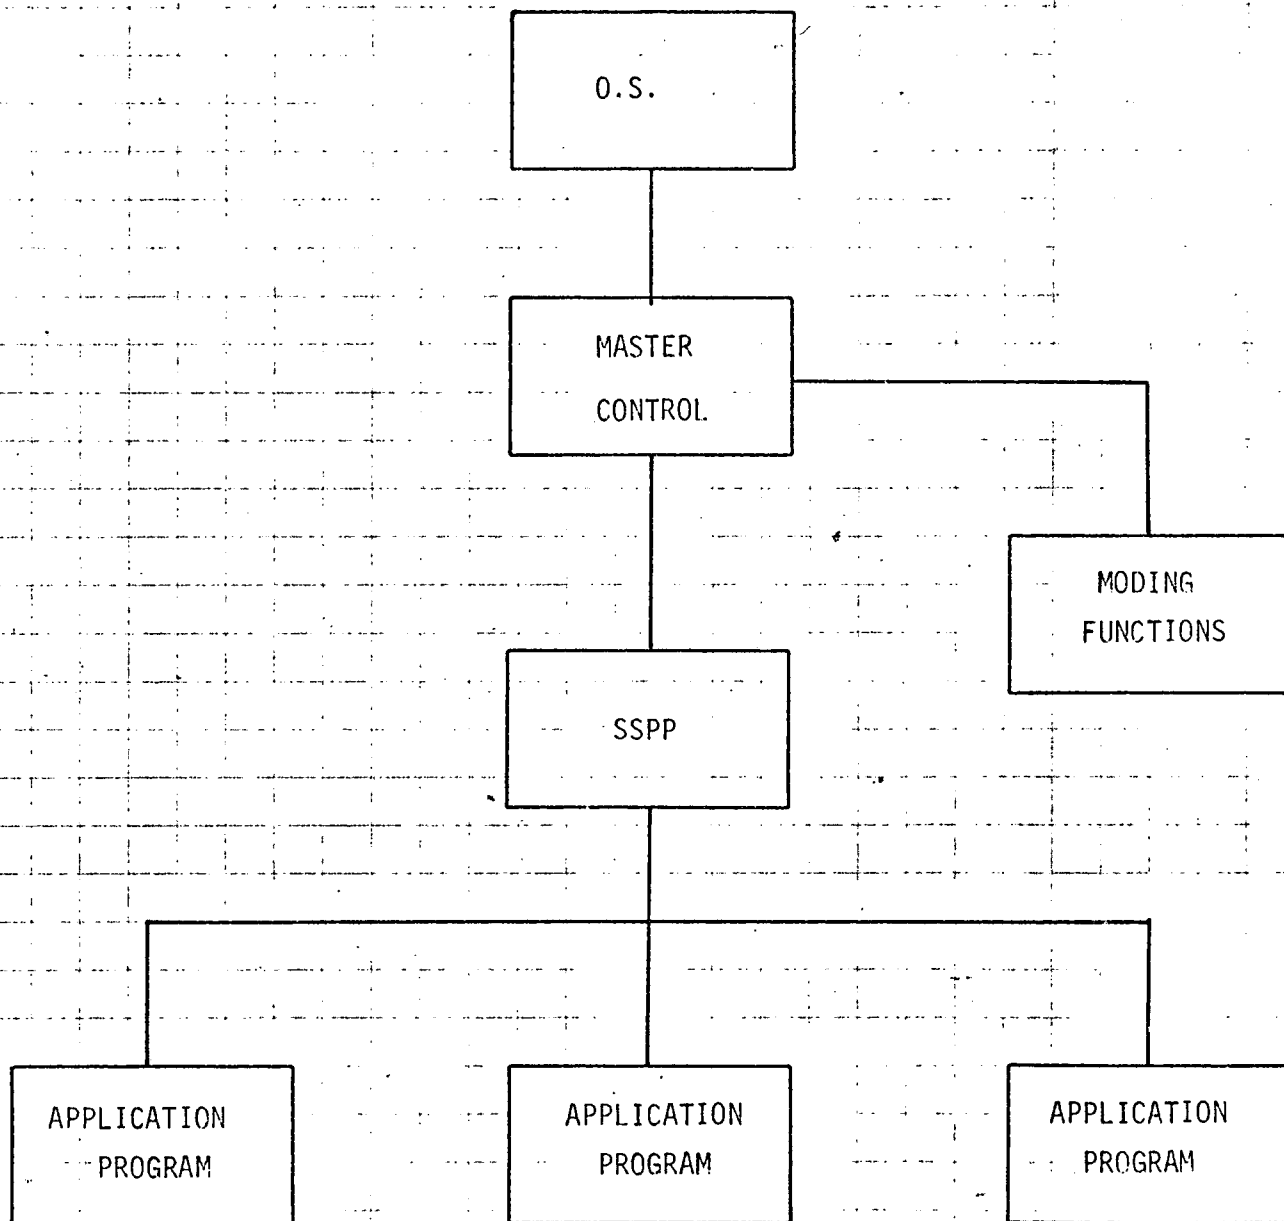 O.S.
MASTER
CONTROL
MODING
FUNCTIONS
SSPP
APPLICATION
PROGRAM
APPLICATION
PROGRAM
APPLICATION
PROGRAM